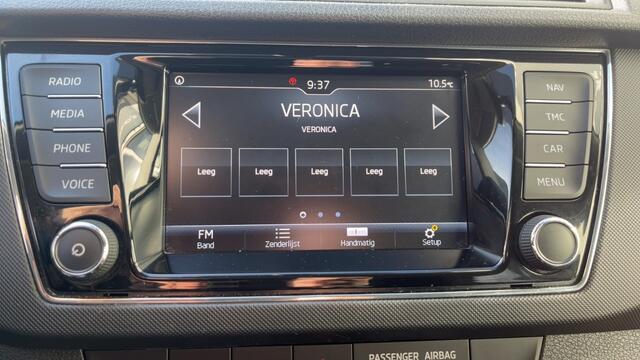 RADIO
MEDIA
PHONE
VOICE
9:37
10.5°C
VERONICA
VERONICA
Leeg Leeg Leeg Leeg Leeg
FM
Band
Zenderlijst
Handmatig
Setup
NAV
TMC
CAR
MENU
PASSENGER AIRBAG